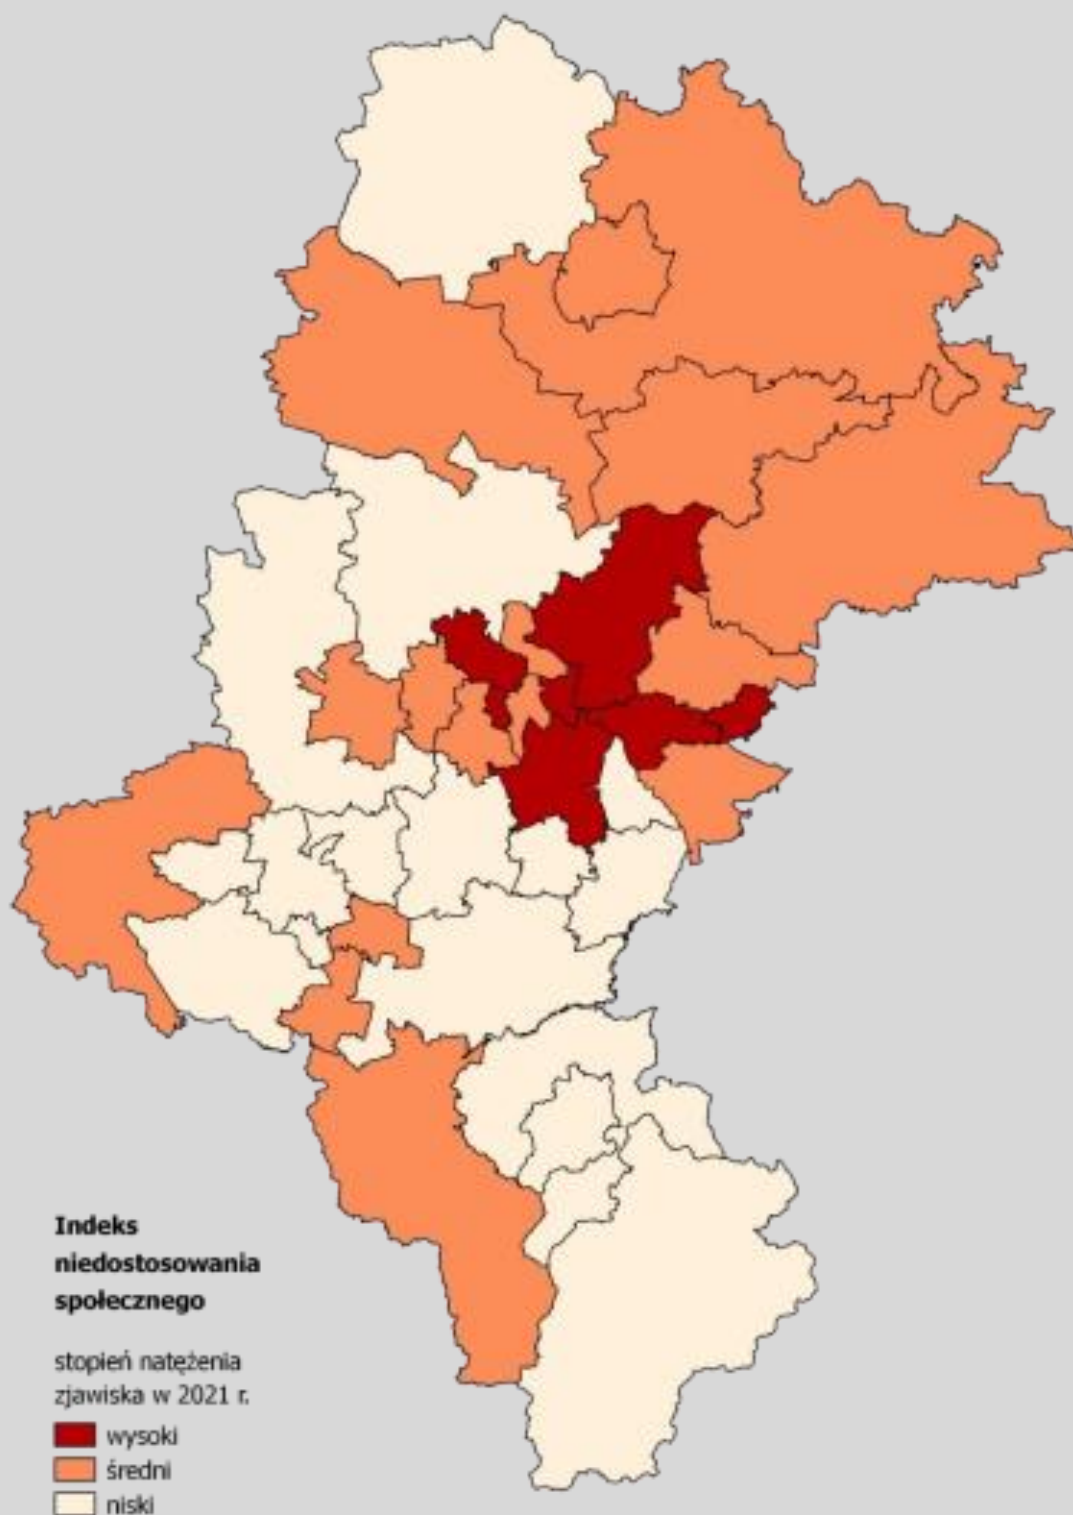 Indeks
niedostosowania
społecznego
stopień natężenia
zjawiska w 2021 r.
wysoki
średni
niski